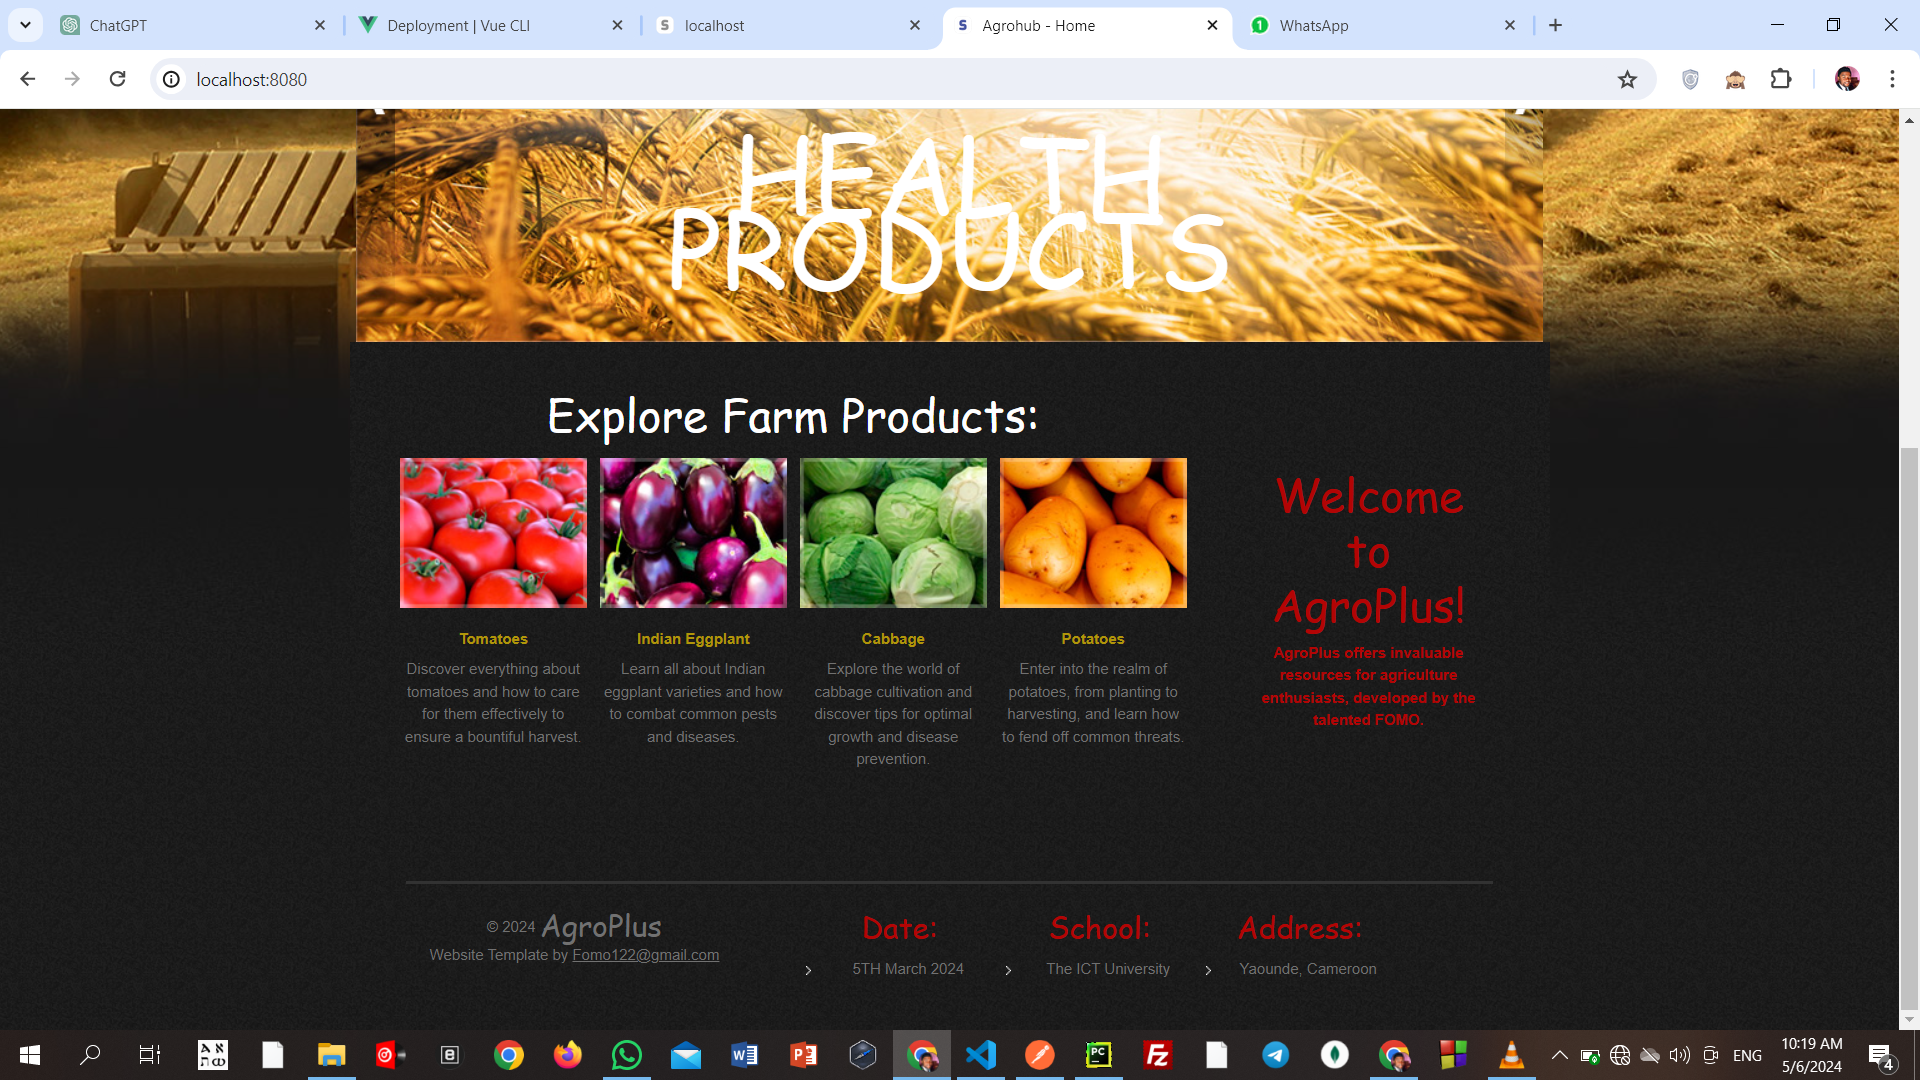 ChatGPT
Deployment | Vue CLI
localhost
Agrohub - Home
WhatsApp
localhost:8080
HEALTH
PRODUCTS
Explore Farm Products:
Tomatoes
Discover everything about
tomatoes and how to care
for them effectively to
ensure a bountiful harvest.
Indian Eggplant
Learn all about Indian
eggplant varieties and how
to combat common pests
and diseases.
Cabbage
Explore the world of
cabbage cultivation and
discover tips for optimal
growth and disease
prevention.
Potatoes
Enter into the realm of
potatoes, from planting to
harvesting, and learn how
to fend off common threats.
Welcome
to
AgroPlus!
AgroPlus offers invaluable
resources for agriculture
enthusiasts, developed by the
talented FOMO.
© 2024 AgroPlus
Website Template by Fomo122@gmail.com
Date:
5TH March 2024
School:
The ICT University
Address:
Yaounde, Cameroon
ENG
10:19 AM
5/6/2024
4